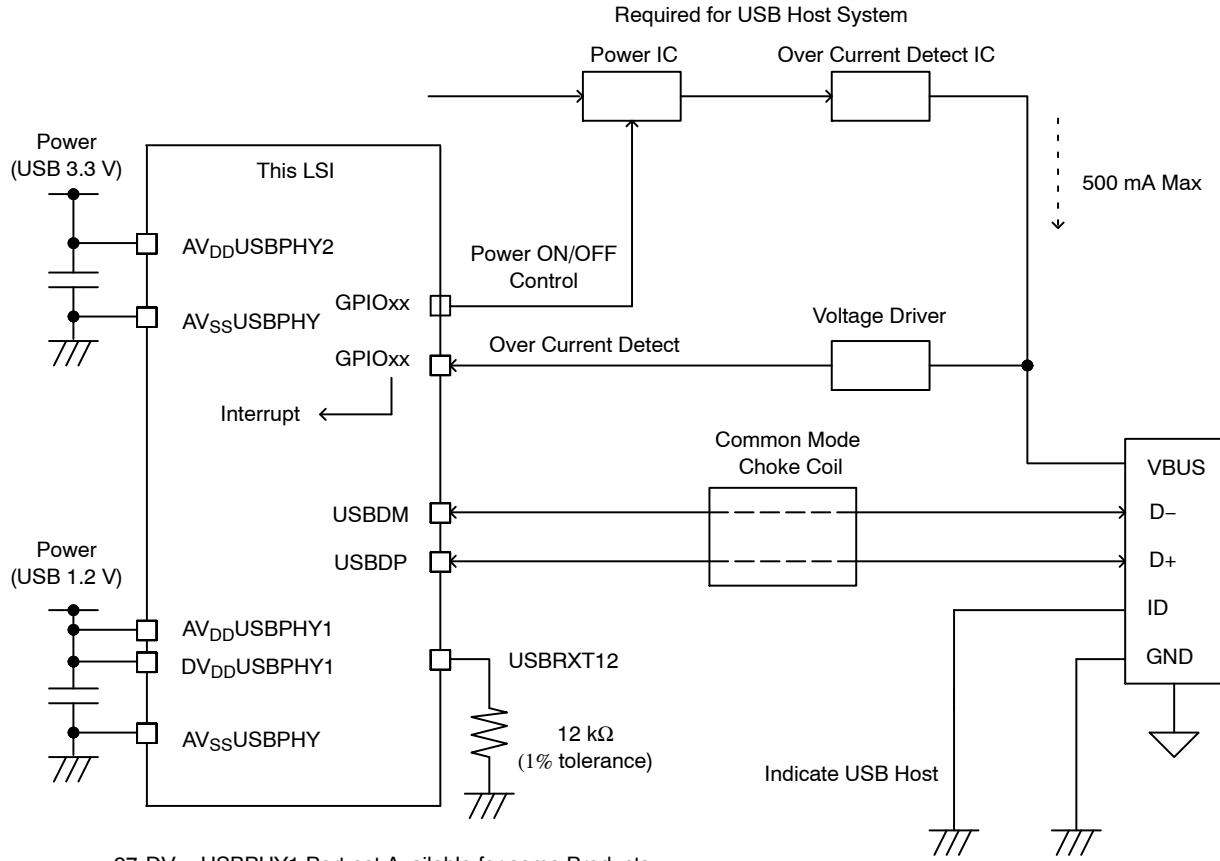 Required for USB Host System
Power IC
Over Current Detect IC
Power
(USB 3.3 V)
This LSI
500 mA Max
AVDDUSBPHY2
Power ON/OFF
Control
GPIOxx
AVSSUSBPHY
Voltage Driver
GPIOxx
Over Current Detect
Interrupt
Common Mode
Choke Coil
VBUS
USBDM
D−
Power
(USB 1.2 V)
USBDP
D+
ID
AVDDUSBPHY1
USBRXT12
GND
DVDDUSBPHY1
AVSSUSBPHY
12 kΩ
(1% tolerance)
Indicate USB Host